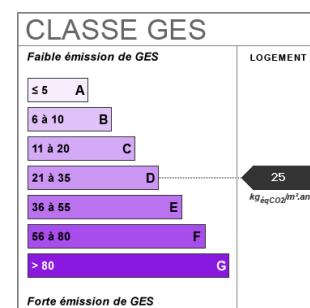 CLASSE GES
Faible émission de GES
LOGEMENT
≤ 5 A
6 à 10 B
11 à 20 C
21 à 35 D
25
kgéqCO2/m².an
36 à 55 E
56 à 80 F
> 80 G
Forte émission de GES